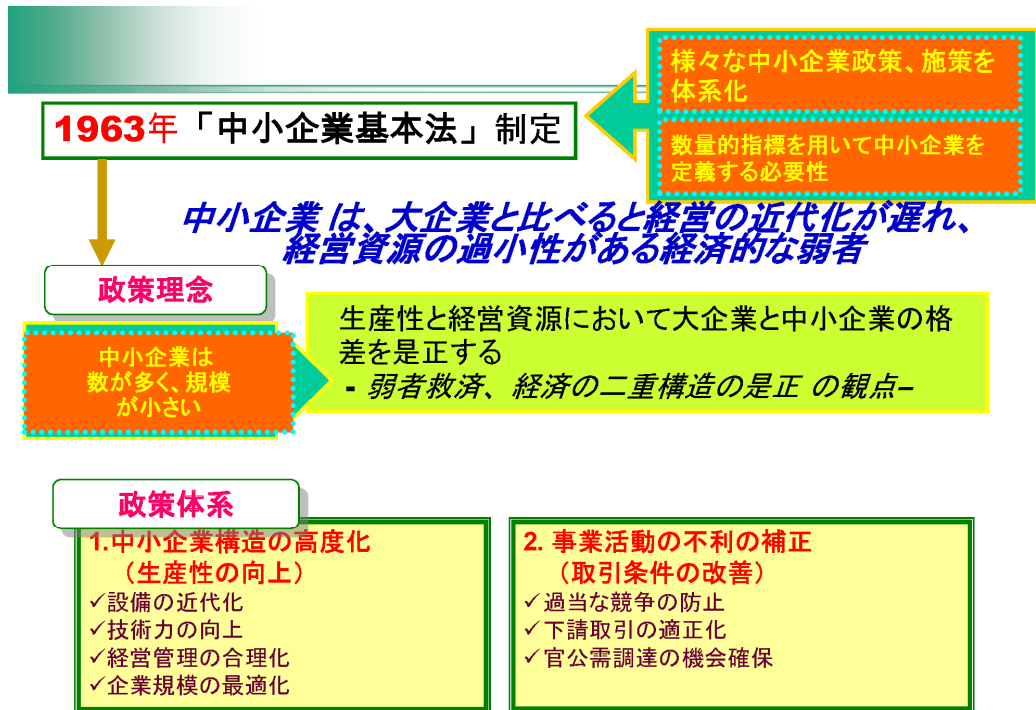 様々な中小企業政策、施策を
体系化
1963年「中小企業基本法」制定
数量的指標を用いて中小企業を
定義する必要性
中小企業は、大企業と比べると経営の近代化が遅れ、
経営資源の過小性がある経済的な弱者
政策理念
中小企業は
数が多く、規模
が小さい
生産性と経営資源において大企業と中小企業の格
差を是正する
- 弱者救済、経済の二重構造の是正 の観点–
政策体系
1.中小企業構造の高度化
（生産性の向上）
✓設備の近代化
✓技術力の向上
✓経営管理の合理化
✓企業規模の最適化
2. 事業活動の不利の補正
（取引条件の改善）
✓過当な競争の防止
✓下請取引の適正化
✓官公需調達の機会確保